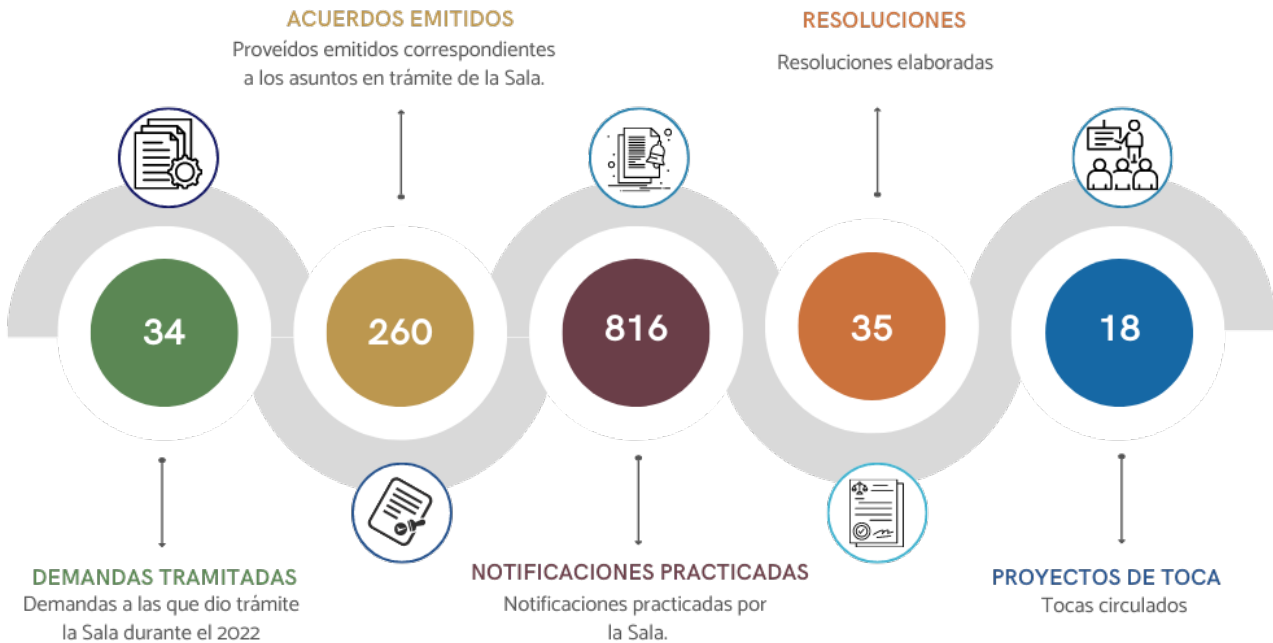 ACUERDOS EMITIDOS
Proveídos emitidos correspondientes
a los asuntos en trámite de la Sala.
RESOLUCIONES
Resoluciones elaboradas
34
260
816
35
18
DEMANDAS TRAMITADAS
Demandas a las que dio trámite
la Sala durante el 2022
NOTIFICACIONES PRACTICADAS
Notificaciones practicadas por
la Sala.
PROYECTOS DE TOCA
Tocas circulados